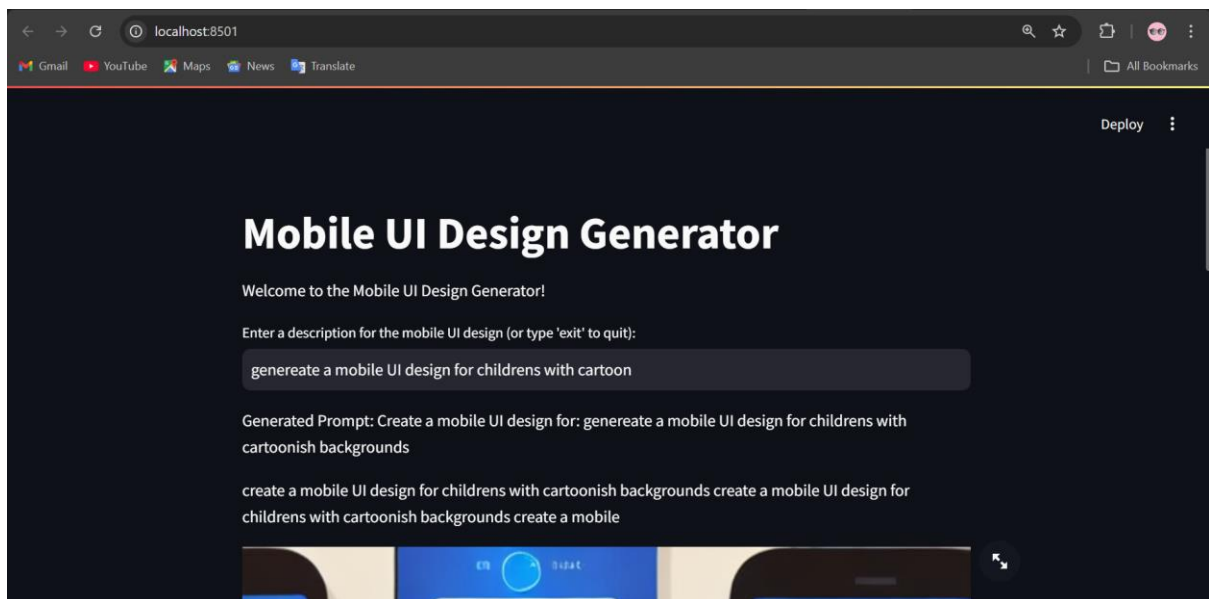 localhost:8501
Gmail YouTube Maps News Translate All Bookmarks
Deploy
Mobile UI Design Generator
Welcome to the Mobile UI Design Generator!
Enter a description for the mobile UI design (or type 'exit' to quit):
genereate a mobile UI design for childrens with cartoon
Generated Prompt: Create a mobile UI design for: genereate a mobile UI design for childrens with
cartoonish backgrounds
create a mobile UI design for childrens with cartoonish backgrounds create a mobile UI design for
childrens with cartoonish backgrounds create a mobile